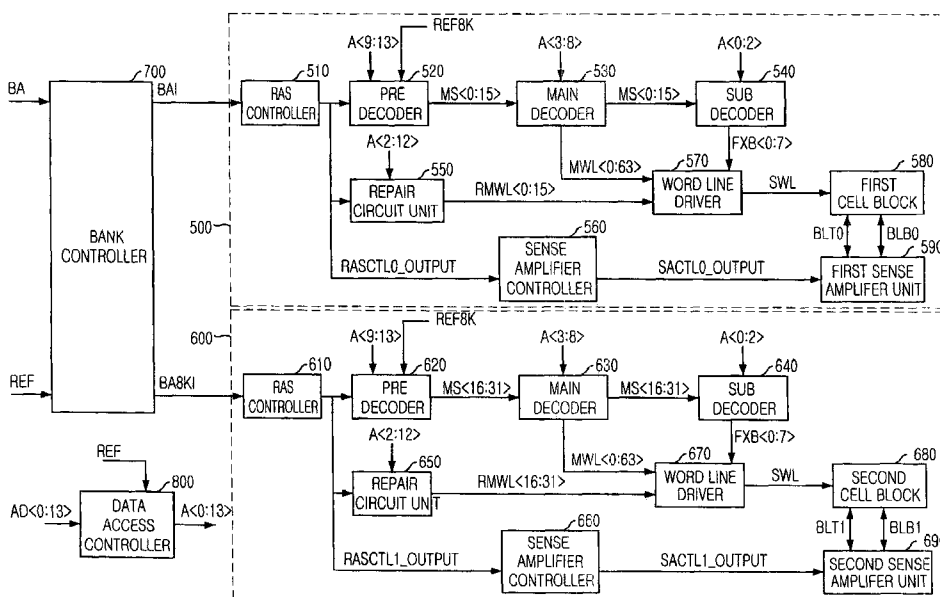 REF8K
A<9:13>
A<3:8>
A<0:2>
700
510
520
530
540
BA
BAI
RAS
CONTROLLER
PRE
DECODER
MS<0:15>
MAIN
DECODER
MS<0:15>
SUB
DECODER
A<2:12>
550
MWL<0:63>
570
FXB<0:7>
580
REPAIR
CIRCUIT UNIT
RMWL<0:15>
WORD LINE
DRIVER
SWL
FIRST
CELL BLOCK
500
BANK
CONTROLLER
560
BLT0
BLB0
590
RASCTL0_OUTPUT
SENSE
AMPLIFIER
CONTROLLER
SACTL0_OUTPUT
FIRST SENSE
AMPLIFER UNIT
600
REF8K
A<9:13>
A<3:8>
A<0:2>
610
620
630
640
REF
BA8KI
RAS
CONTROLLER
PRE
DECODER
MS<16:31>
MAIN
DECODER
MS<16:31>
SUB
DECODER
A<2:12>
650
MWL<0:63>
670
FXB<0:7>
680
REF
800
REPAIR
CIRCUIT UNIT
RMWL<16:31>
WORD LINE
DRIVER
SWL
SECOND
CELL BLOCK
AD<0:13>
DATA
ACCESS
CONTROLLER
A<0:13>
660
BLT1
BLB1
690
RASCTL1_OUTPUT
SENSE
AMPLIFIER
CONTROLLER
SACTL1_OUTPUT
SECOND SENSE
AMPLIFER UNIT